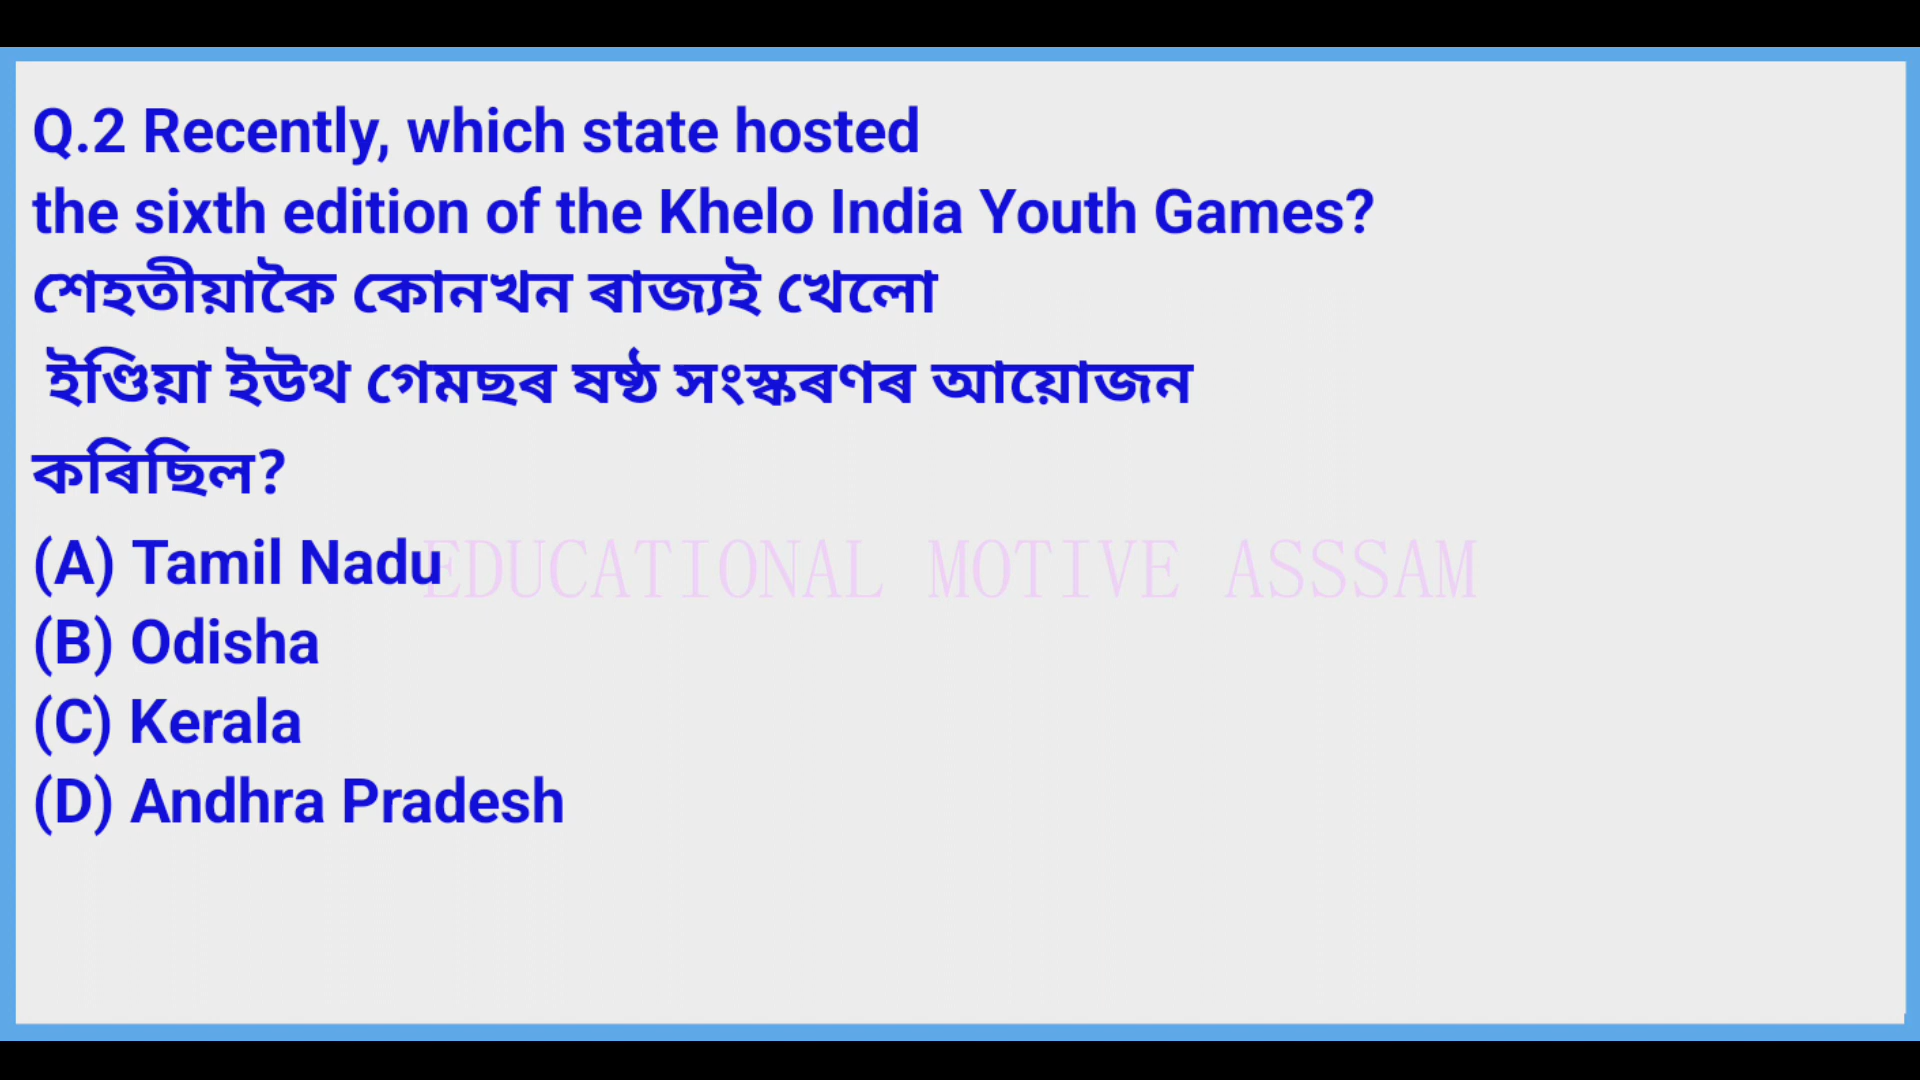 Q.2 Recently, which state hosted
the sixth edition of the Khelo India Youth Games?
শেহতীয়াকৈ কোনখন ৰাজ্যই খেলো
ইণ্ডিয়া ইউথ গেমছৰ ষষ্ঠ সংস্কৰণৰ আয়োজন
কৰিছিল?
(A) Tamil Nadu
EDUCATIONAL MOTIVE ASSSAM
(B) Odisha
(C) Kerala
(D) Andhra Pradesh